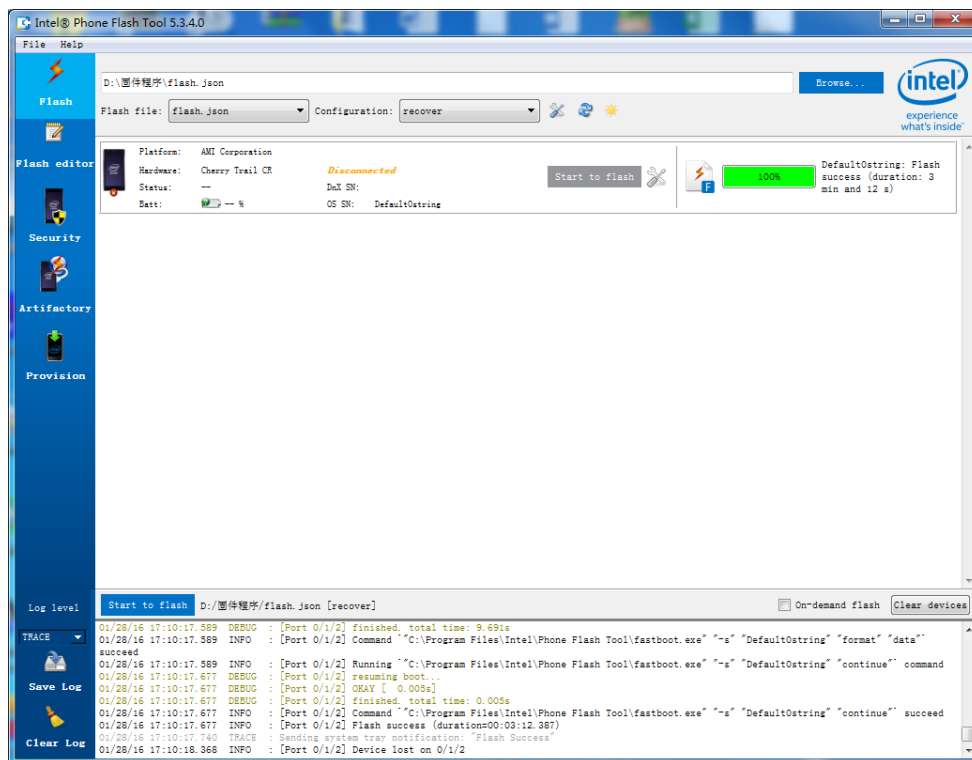 Intel® Phone Flash Tool 5.3.4.0
File Help
Flash
D:\固件程序\flash.json
Browse...
intel
experience
what's inside™
Flash file: flash.json Configuration: recover
Flash editor
Platform: AMI Corporation
Hardware: Cherry Trail CR Disconnected
Status: -- DnX SN:
Batt: -- % OS SN: Default0string
Start to flash
F
100%
Default0string: Flash
success (duration: 3
min and 12 s)
Security
Artifactory
Provision
Log level
Start to flash D:/固件程序/flash.json [recover] On-demand flash Clear devices
TRACE
Save Log
Clear Log
01/28/16 17:10:17.589 DEBUG : [Port 0/1/2] finished. total time: 9.691s
01/28/16 17:10:17.589 INFO : [Port 0/1/2] Command `"C:\Program Files\Intel\Phone Flash Tool\fastboot.exe" "-s" "Default0string" "format" "data"`
succeed
01/28/16 17:10:17.589 INFO : [Port 0/1/2] Running `"C:\Program Files\Intel\Phone Flash Tool\fastboot.exe" "-s" "Default0string" "continue"` command
01/28/16 17:10:17.677 DEBUG : [Port 0/1/2] resuming boot...
01/28/16 17:10:17.677 DEBUG : [Port 0/1/2] OKAY [ 0.005s]
01/28/16 17:10:17.677 DEBUG : [Port 0/1/2] finished. total time: 0.005s
01/28/16 17:10:17.677 INFO : [Port 0/1/2] Command `"C:\Program Files\Intel\Phone Flash Tool\fastboot.exe" "-s" "Default0string" "continue"` succeed
01/28/16 17:10:17.677 INFO : [Port 0/1/2] Flash success (duration=00:03:12.387)
01/28/16 17:10:17.740 TRACE : Sending system tray notification: "Flash Success"
01/28/16 17:10:18.368 INFO : [Port 0/1/2] Device lost on 0/1/2